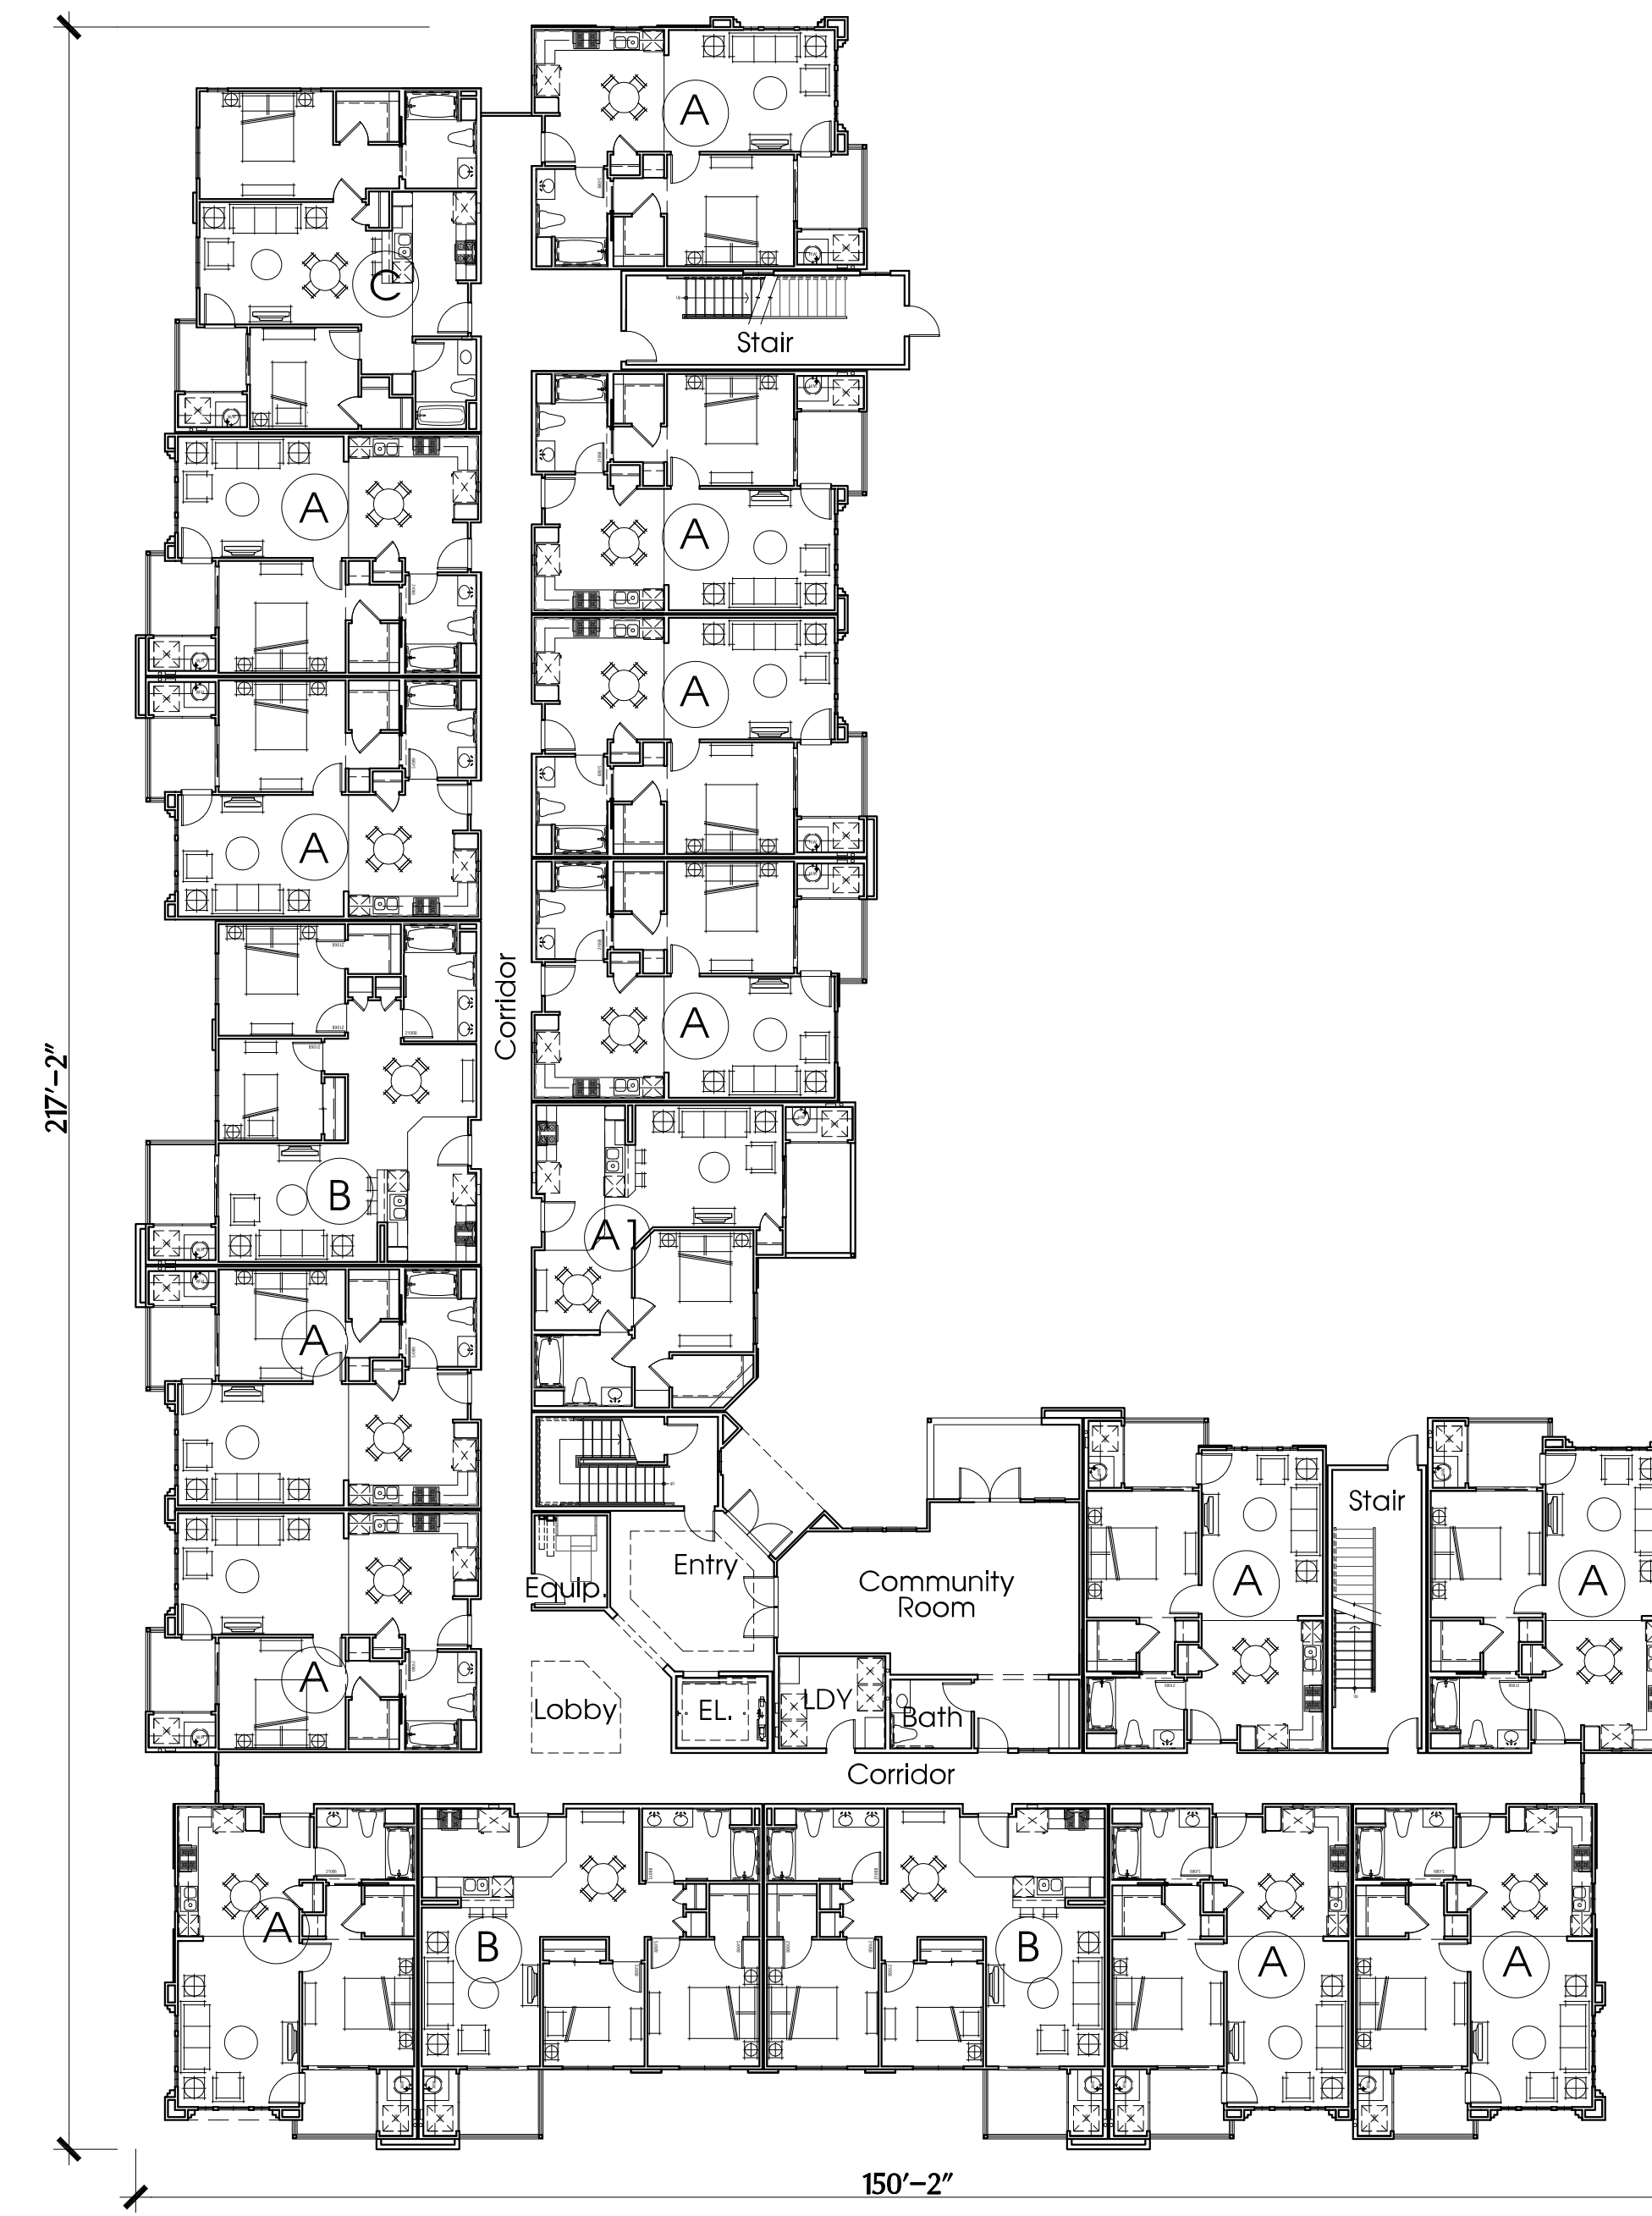 A
C
Stair
A
A
A
A
Corridor
A
217'-2"
B
A1
A
Stair
Entry
Equip.
Community
Room
A
A
A
Lobby
EL.
LDY
Bath
Corridor
A
B
B
A
A
150'-2"